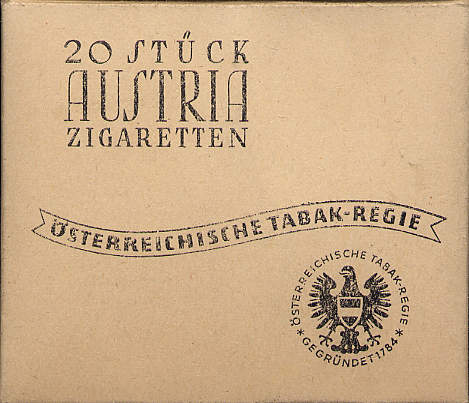 20 STÜCK
AUSTRIA
ZIGARETTEN
ÖSTERREICHISCHE TABAK-REGIE
ÖSTERREICHISCHE TABAK-REGIE
* GEGRÜNDET 1784 *